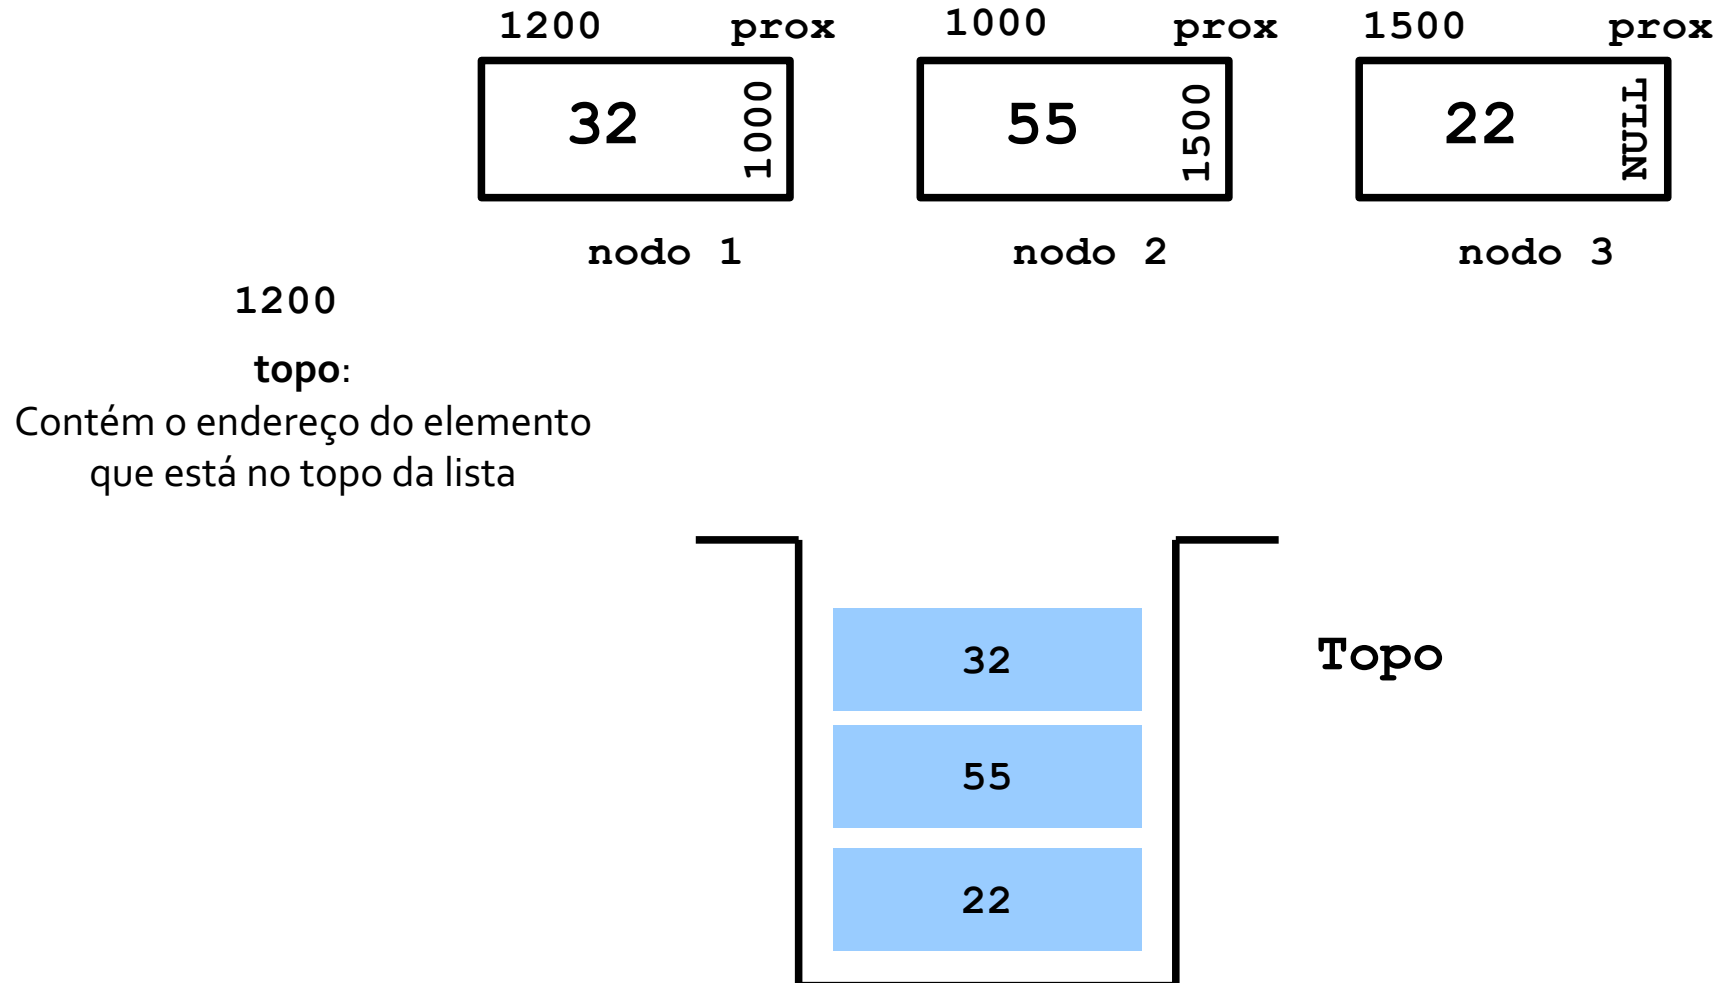 1200 prox 1000 prox 1500 prox
32 1000 55 1500 22 NULL
nodo 1 nodo 2 nodo 3
1200
topo:
Contém o endereço do elemento
que está no topo da lista
32
Topo
55
22